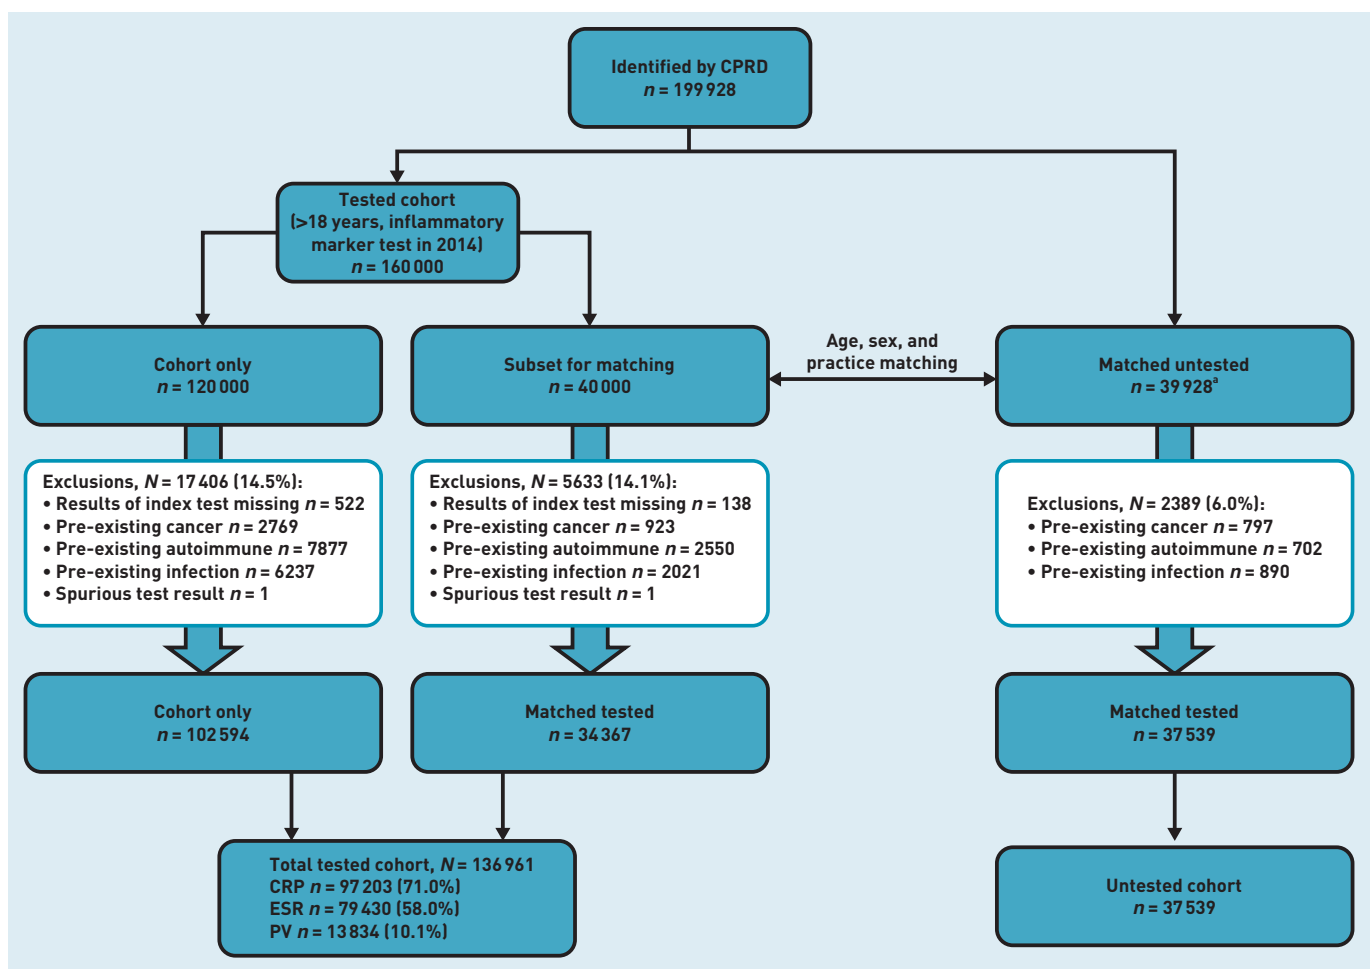 Identified by CPRD
n = 199 928
Tested cohort
(>18 years, inflammatory
marker test in 2014)
n = 160 000
Cohort only
n = 120 000
Subset for matching
n = 40 000
Age, sex, and
practice matching
Matched untested
n = 39 928ᵃ
Exclusions, N = 17 406 (14.5%):
• Results of index test missing n = 522
• Pre-existing cancer n = 2769
• Pre-existing autoimmune n = 7877
• Pre-existing infection n = 6237
• Spurious test result n = 1
Exclusions, N = 5633 (14.1%):
• Results of index test missing n = 138
• Pre-existing cancer n = 923
• Pre-existing autoimmune n = 2550
• Pre-existing infection n = 2021
• Spurious test result n = 1
Exclusions, N = 2389 (6.0%):
• Pre-existing cancer n = 797
• Pre-existing autoimmune n = 702
• Pre-existing infection n = 890
Cohort only
n = 102 594
Matched tested
n = 34 367
Matched tested
n = 37 539
Total tested cohort, N = 136 961
CRP n = 97 203 (71.0%)
ESR n = 79 430 (58.0%)
PV n = 13 834 (10.1%)
Untested cohort
n = 37 539